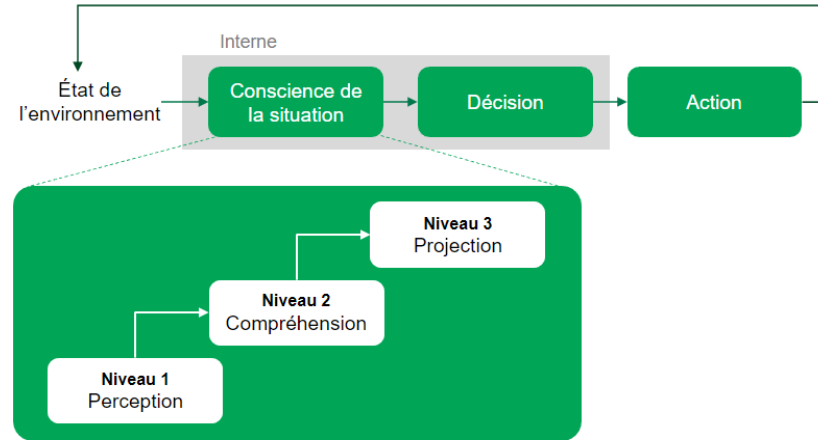 Interne
État de
l'environnement
Conscience de
la situation
Décision
Action
Niveau 3
Projection
Niveau 2
Compréhension
Niveau 1
Perception